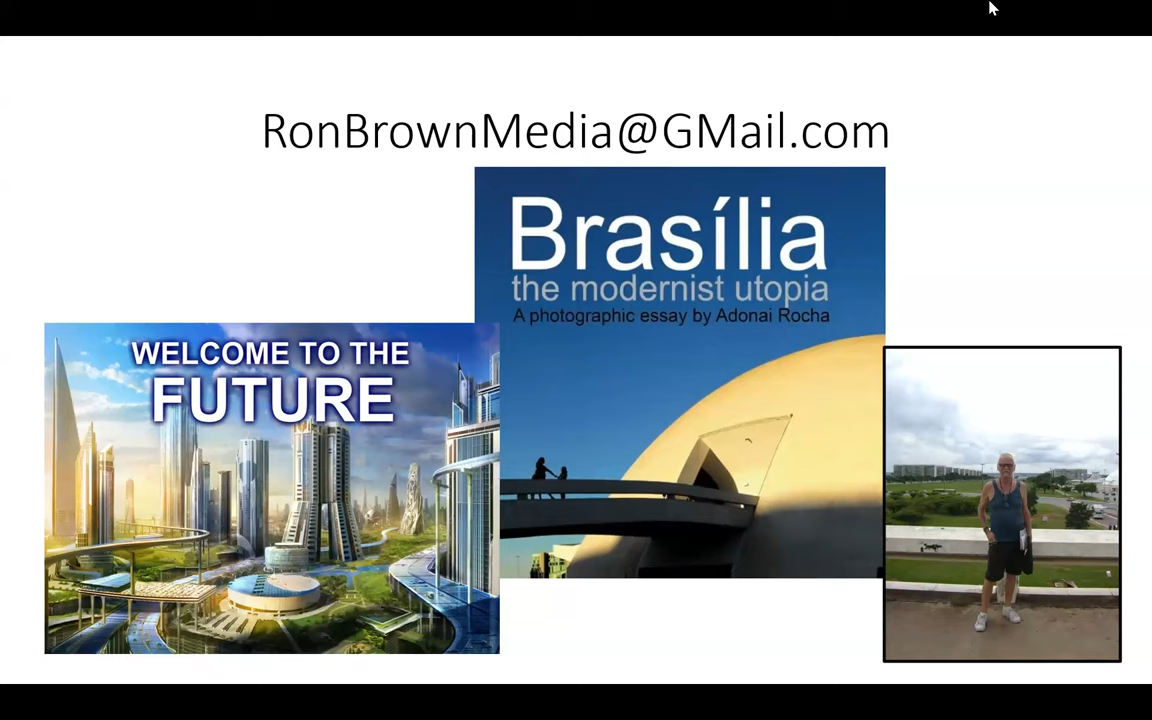 RonBrownMedia@GMail.com
Brasília
the modernist utopia
A photographic essay by Adonai Rocha
WELCOME TO THE
FUTURE